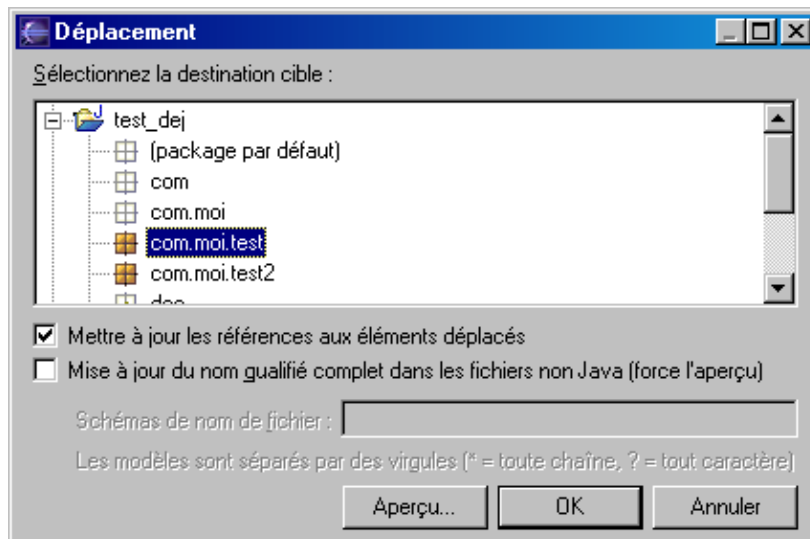 Déplacement
Sélectionnez la destination cible :
test_dej
(package par défaut)
com
com.moi
com.moi.test
com.moi.test2
Mettre à jour les références aux éléments déplacés
Mise à jour du nom qualifié complet dans les fichiers non Java (force l'aperçu)
Schémas de nom de fichier :
Les modèles sont séparés par des virgules (* = toute chaîne, ? = tout caractère)
Aperçu... OK Annuler